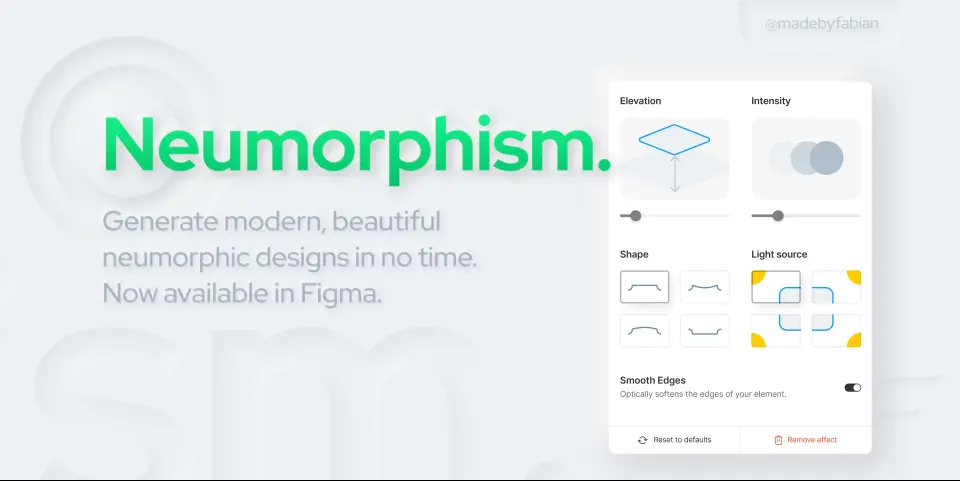 @madebyfabian
Neumorphism.
Generate modern, beautiful
neumorphic designs in no time.
Now available in Figma.
Elevation
Intensity
Shape
Light source
Smooth Edges
Optically softens the edges of your element.
Reset to defaults
Remove effect
sm.